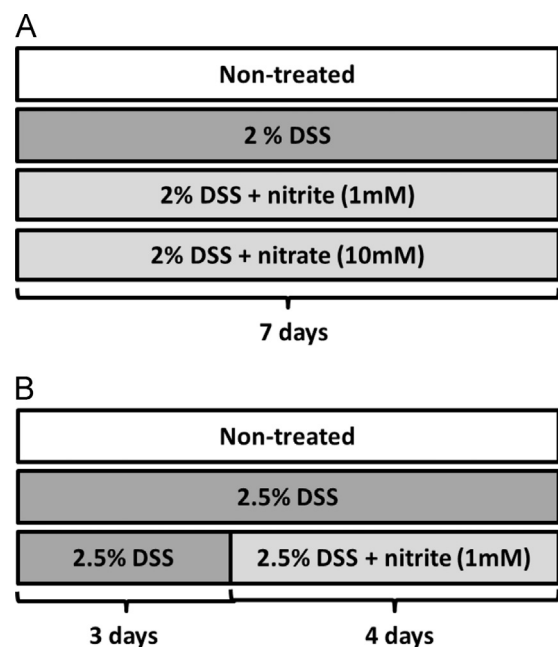 A
Non-treated
2 % DSS
2% DSS + nitrite (1mM)
2% DSS + nitrate (10mM)
7 days
B
Non-treated
2.5% DSS
2.5% DSS 2.5% DSS + nitrite (1mM)
3 days 4 days